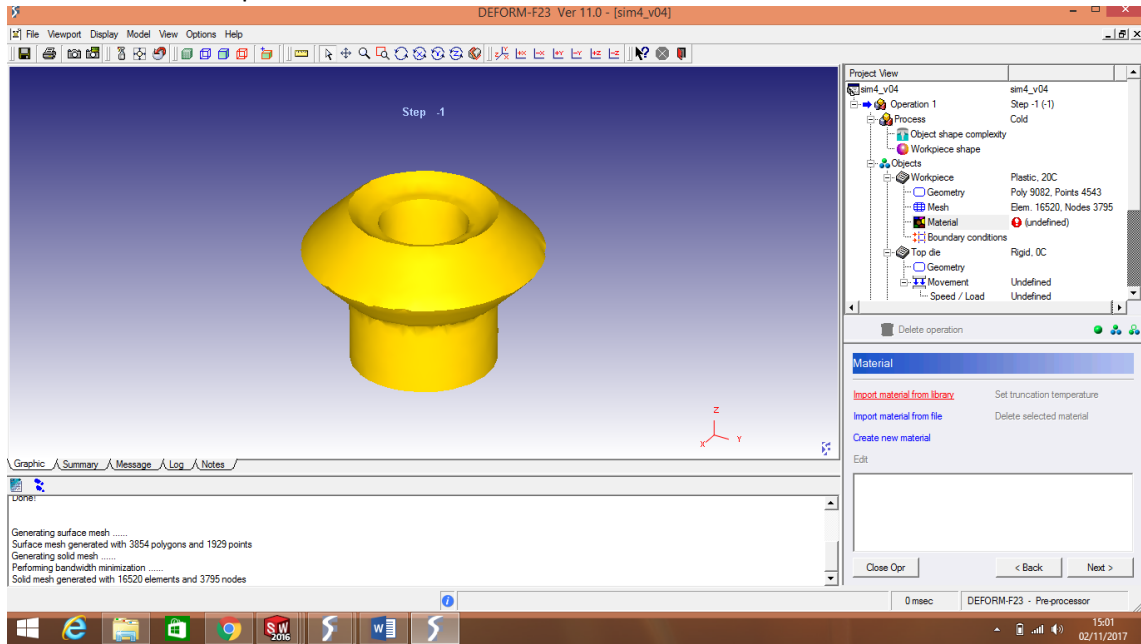 DEFORM-F23 Ver 11.0 - [sim4_v04]
File Viewport Display Model View Options Help
Step -1
Z
X Y
Graphic Summary Message Log Notes
Done!
Generating surface mesh ......
Surface mesh generated with 3854 polygons and 1929 points
Generating solid mesh ......
Performing bandwidth minimization ......
Solid mesh generated with 16520 elements and 3795 nodes
Project View
sim4_v04 sim4_v04
Operation 1 Step -1 (-1)
Process Cold
Object shape complexity
Workpiece shape
Objects
Workpiece Plastic, 20C
Geometry Poly 9082, Points 4543
Mesh Elem. 16520, Nodes 3795
Material (undefined)
Boundary conditions
Top die Rigid, 0C
Geometry
Movement Undefined
Speed / Load Undefined
Delete operation
Material
Import material from library Set truncation temperature
Import material from file Delete selected material
Create new material
Edit
Close Opr < Back Next >
0 msec DEFORM-F23 - Pre-processor
SW
2016
15:01
02/11/2017